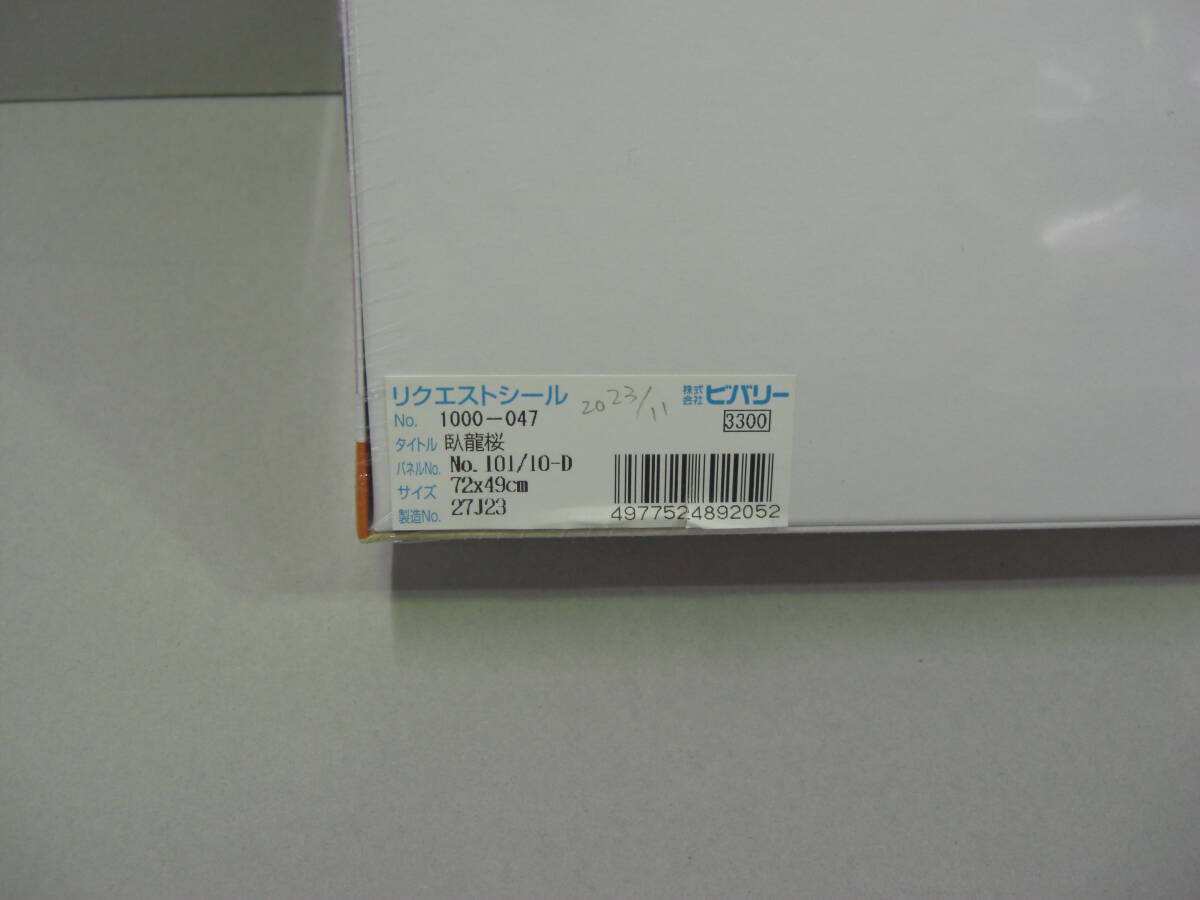 リクエストシール 2023/11 株式会社 ビバリー
No. 1000-047 3300
タイトル 臥龍桜
パネルNo. No. 101/10-D
サイズ 72x49cm
製造No. 27J23
4977524892052